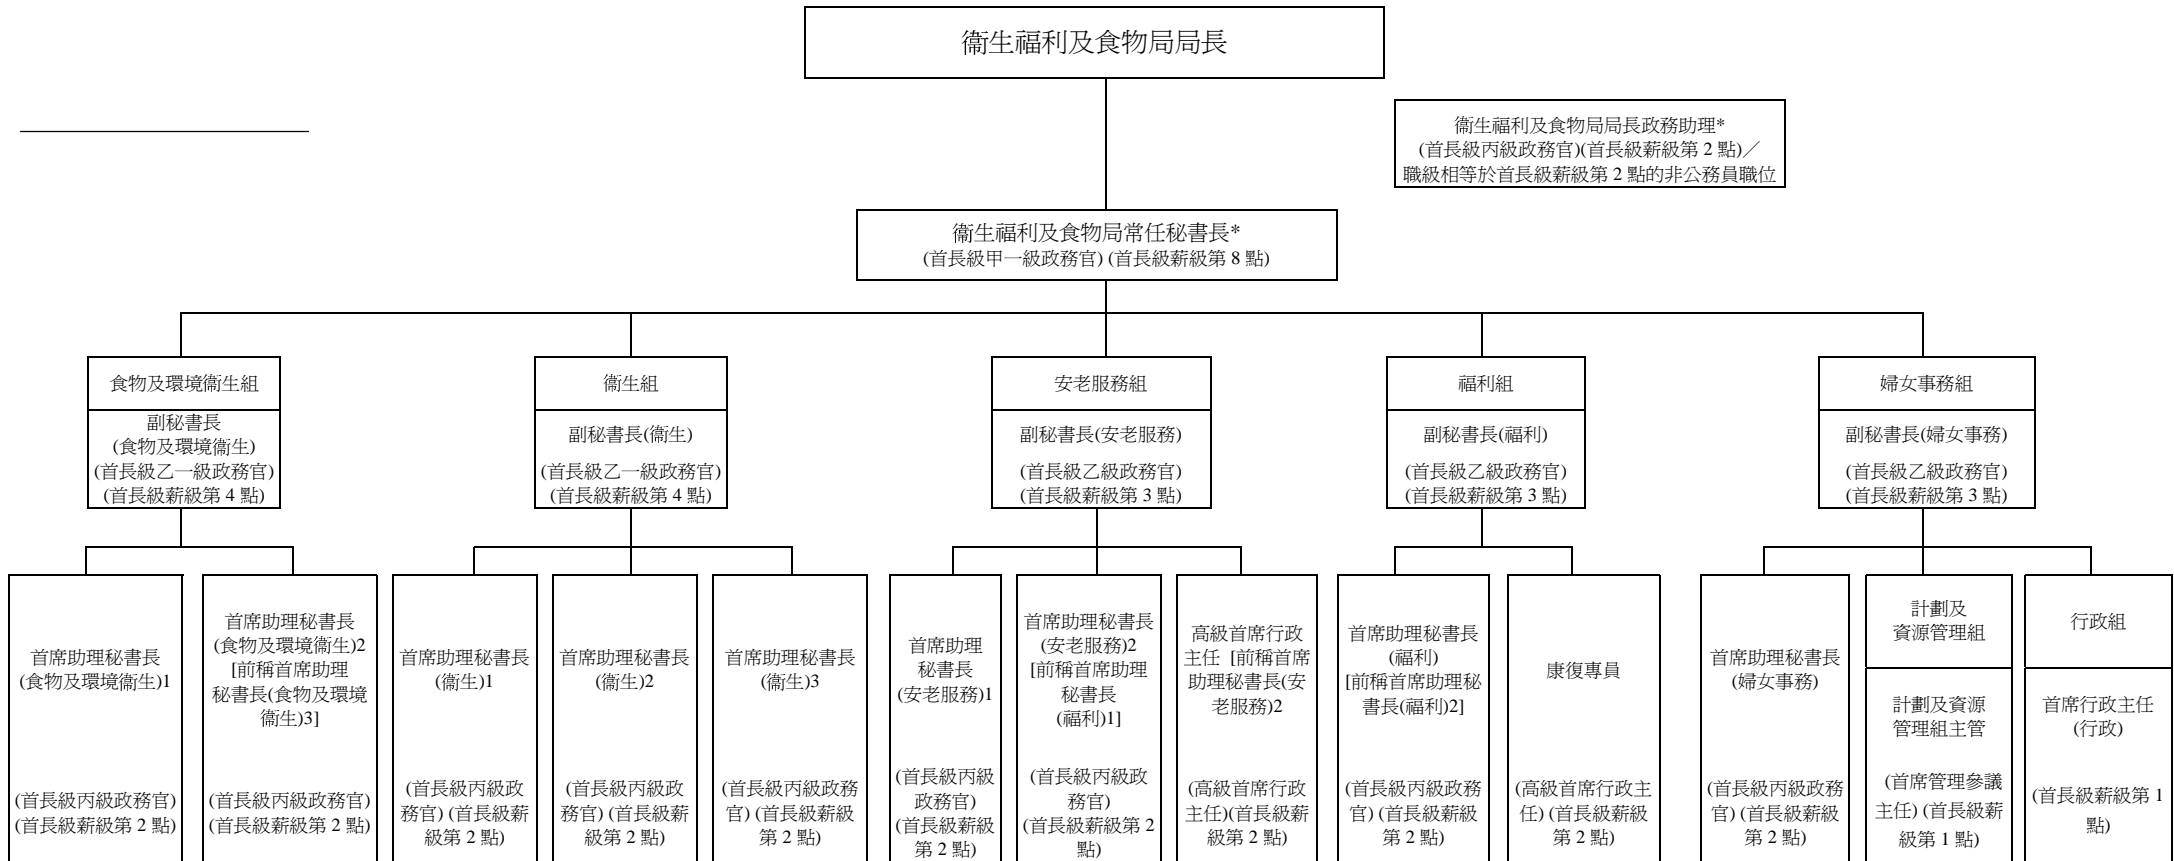 衞生福利及食物局局長
衞生福利及食物局局長政務助理*
(首長級丙級政務官)(首長級薪級第 2 點)／
職級相等於首長級薪級第 2 點的非公務員職位
衞生福利及食物局常任秘書長*
(首長級甲一級政務官) (首長級薪級第 8 點)
食物及環境衞生組
副秘書長
(食物及環境衞生)
(首長級乙一級政務官)
(首長級薪級第 4 點)
衞生組
副秘書長(衞生)
(首長級乙一級政務官)
(首長級薪級第 4 點)
安老服務組
副秘書長(安老服務)
(首長級乙級政務官)
(首長級薪級第 3 點)
福利組
副秘書長(福利)
(首長級乙級政務官)
(首長級薪級第 3 點)
婦女事務組
副秘書長(婦女事務)
(首長級乙級政務官)
(首長級薪級第 3 點)
首席助理秘書長
(食物及環境衞生)1
(首長級丙級政務官)
(首長級薪級第 2 點)
首席助理秘書長
(食物及環境衞生)2
[前稱首席助理
秘書長(食物及環境
衞生)3]
(首長級丙級政務官)
(首長級薪級第 2 點)
首席助理秘書長
(衞生)1
(首長級丙級政
務官) (首長級薪
級第 2 點)
首席助理秘書長
(衞生)2
(首長級丙級政
務官) (首長級薪
級第 2 點)
首席助理秘書長
(衞生)3
(首長級丙級政務
官) (首長級薪級
第 2 點)
首席助理
秘書長
(安老服務)1
(首長級丙級
政務官)
(首長級薪級
第 2 點)
首席助理秘書長
(安老服務)2
[前稱首席助理
秘書長
(福利)1]
(首長級丙級政
務官)
(首長級薪級第 2
點)
高級首席行政
主任 [前稱首席
助理秘書長(安
老服務)2
(高級首席行政
主任)(首長級薪
級第 2 點)
首席助理秘書長
(福利)
[前稱首席助理秘
書長(福利)2]
(首長級丙級政務
官) (首長級薪級
第 2 點)
康復專員
(高級首席行政主
任) (首長級薪級
第 2 點)
首席助理秘書長
(婦女事務)
(首長級丙級政務
官) (首長級薪級
第 2 點)
計劃及
資源管理組
計劃及資源
管理組主管
(首席管理參議
主任) (首長級薪
級第 1 點)
行政組
首席行政主任
(行政)
(首長級薪級第 1
點)